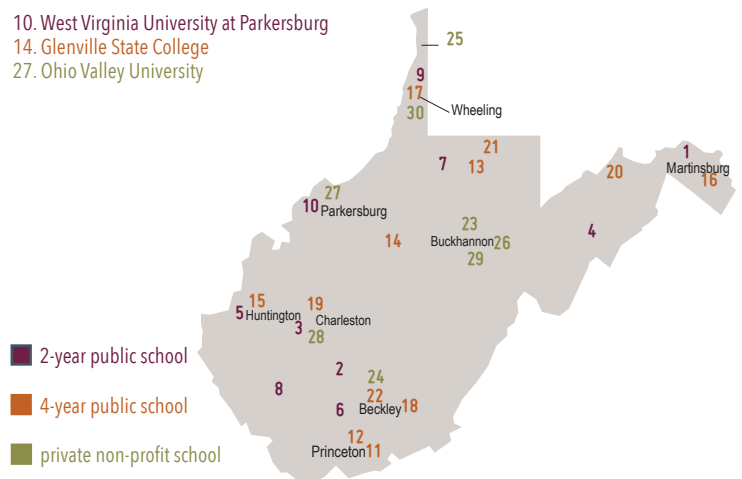 10. West Virginia University at Parkersburg
14. Glenville State College
27. Ohio Valley University
25
9
17
Wheeling
30
21
7
13
1
Martinsburg
20
16
27
10
Parkersburg
23
4
14
Buckhannon
26
29
15
19
5
Huntington
Charleston
3
28
2-year public school
2
24
8
22
4-year public school
6
Beckley
18
12
private non-profit school
Princeton
11